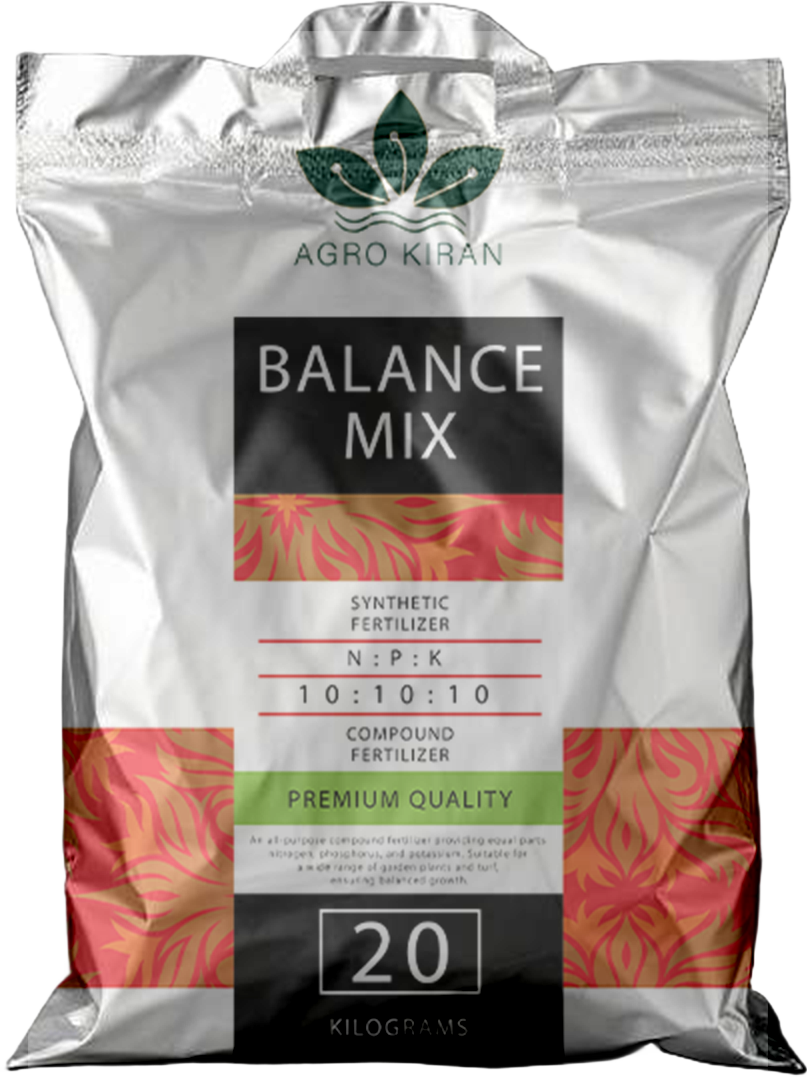 AGRO KIRAN
BALANCE
MIX
SYNTHETIC
FERTILIZER
N : P : K
10:10:10
COMPOUND
FERTILIZER
PREMIUM QUALITY
An all-purpose compound fertilizer providing equal parts
nitrogen, phosphorus, and potassium. Suitable for
a wide range of garden plants and turf,
ensuring balanced growth.
20
KILOGRAMS